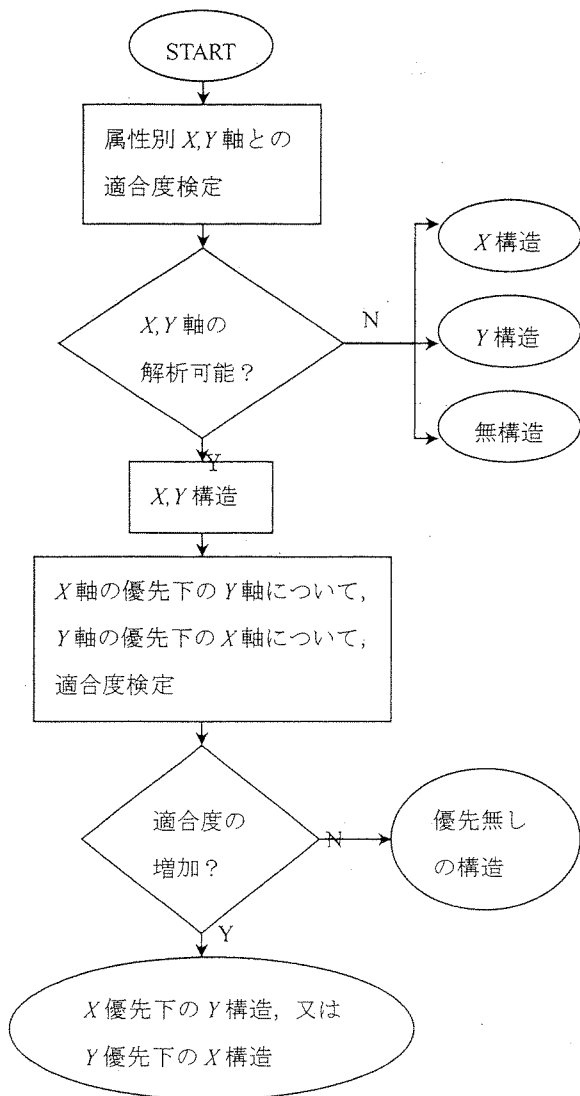 START
属性別 X,Y 軸との
適合度検定
X,Y 軸の
解析可能？
N
X 構造
Y 構造
無構造
Y
X,Y 構造
X 軸の優先下の Y 軸について,
Y 軸の優先下の X 軸について,
適合度検定
適合度の
増加？
N
優先無し
の構造
Y
X 優先下の Y 構造, 又は
Y 優先下の X 構造